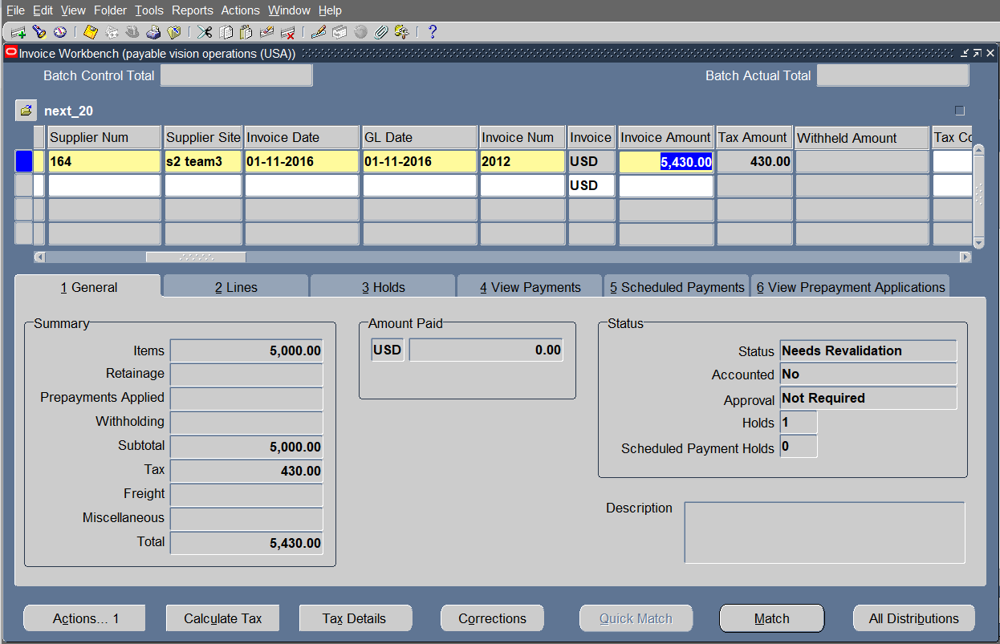 File Edit View Folder Tools Reports Actions Window Help
?
Invoice Workbench (payable vision operations (USA))
Batch Control Total Batch Actual Total
next_20
Supplier Num Supplier Site Invoice Date GL Date Invoice Num Invoice Invoice Amount Tax Amount Withheld Amount Tax Co
164 s2 team3 01-11-2016 01-11-2016 2012 USD 5,430.00 430.00
USD
1 General 2 Lines 3 Holds 4 View Payments 5 Scheduled Payments 6 View Prepayment Applications
Summary
Items 5,000.00
Retainage
Prepayments Applied
Withholding
Subtotal 5,000.00
Tax 430.00
Freight
Miscellaneous
Total 5,430.00
Amount Paid
USD 0.00
Status
Status Needs Revalidation
Accounted No
Approval Not Required
Holds 1
Scheduled Payment Holds 0
Description
Actions... 1 Calculate Tax Tax Details Corrections Quick Match Match All Distributions